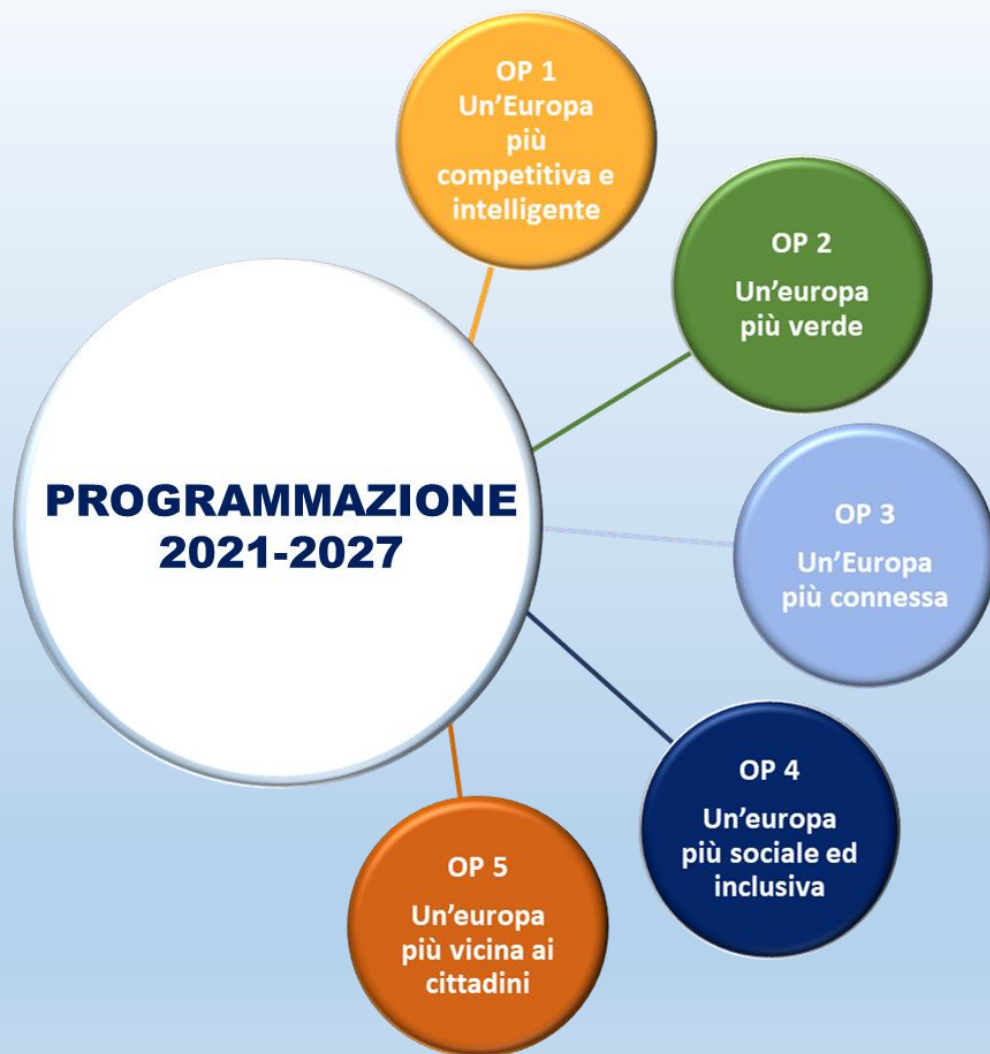 OP 1
Un’Europa
più
competitiva e
intelligente
OP 2
Un’europa
più verde
PROGRAMMAZIONE
2021-2027
OP 3
Un’Europa
più connessa
OP 4
Un’europa
più sociale ed
inclusiva
OP 5
Un’europa
più vicina ai
cittadini